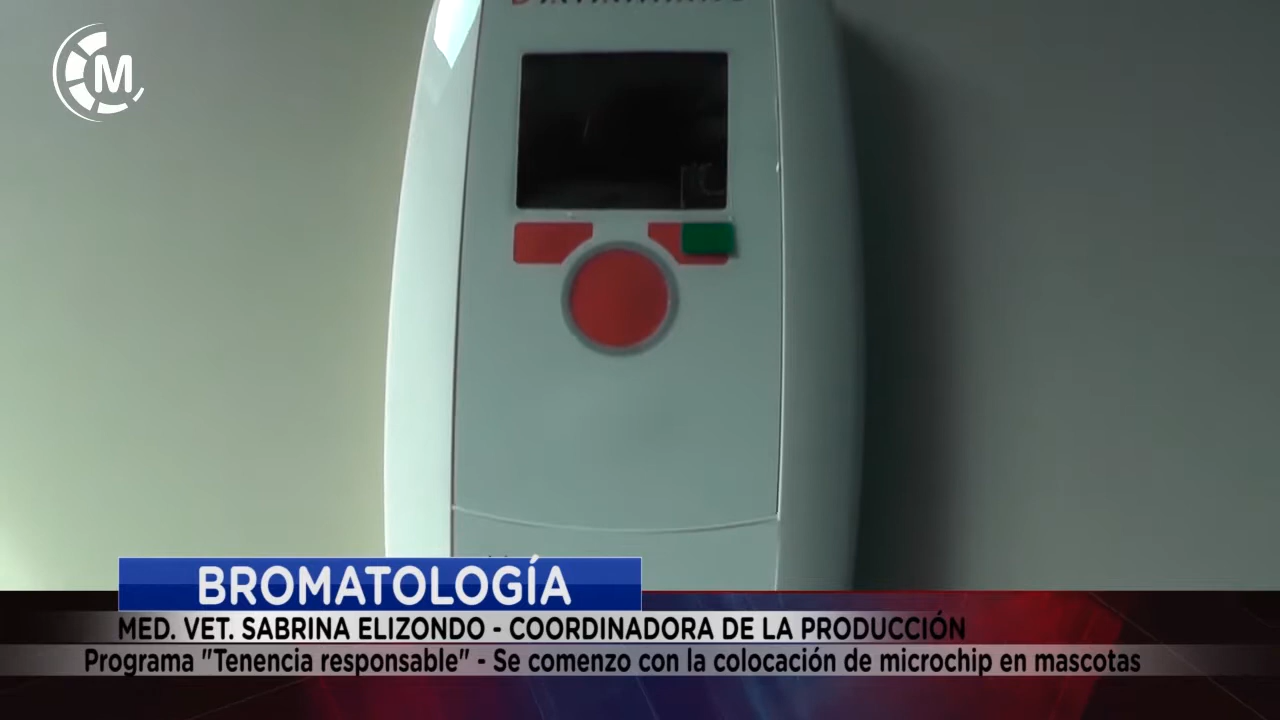 M
BROMATOLOGÍA
MED. VET. SABRINA ELIZONDO - COORDINADORA DE LA PRODUCCIÓN
Programa "Tenencia responsable" - Se comenzo con la colocación de microchip en mascotas